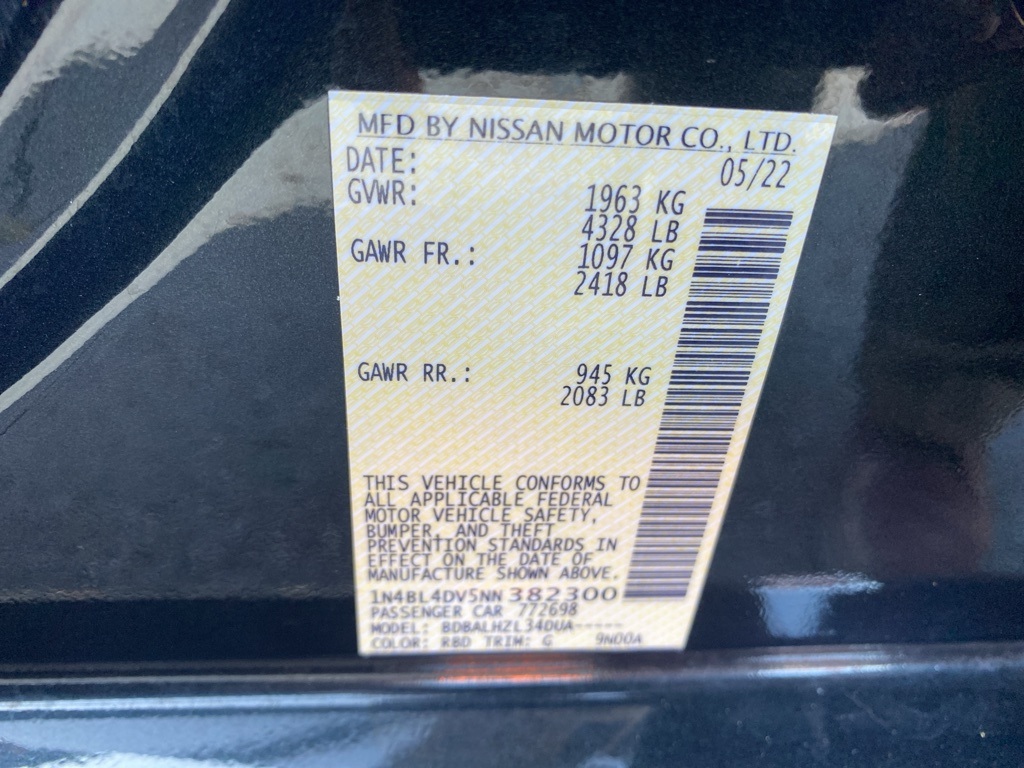 MFD BY NISSAN MOTOR CO., LTD.
DATE: 05/22
GVWR: 1963 KG
4328 LB
GAWR FR.: 1097 KG
2418 LB
GAWR RR.: 945 KG
2083 LB
THIS VEHICLE CONFORMS TO
ALL APPLICABLE FEDERAL
MOTOR VEHICLE SAFETY,
BUMPER, AND THEFT
PREVENTION STANDARDS IN
EFFECT ON THE DATE OF
MANUFACTURE SHOWN ABOVE.
1N4BL4DV5NN382300
PASSENGER CAR 772698
MODEL: BDBALHZL34DUA-----
COLOR: RBD TRIM: G 9N00A